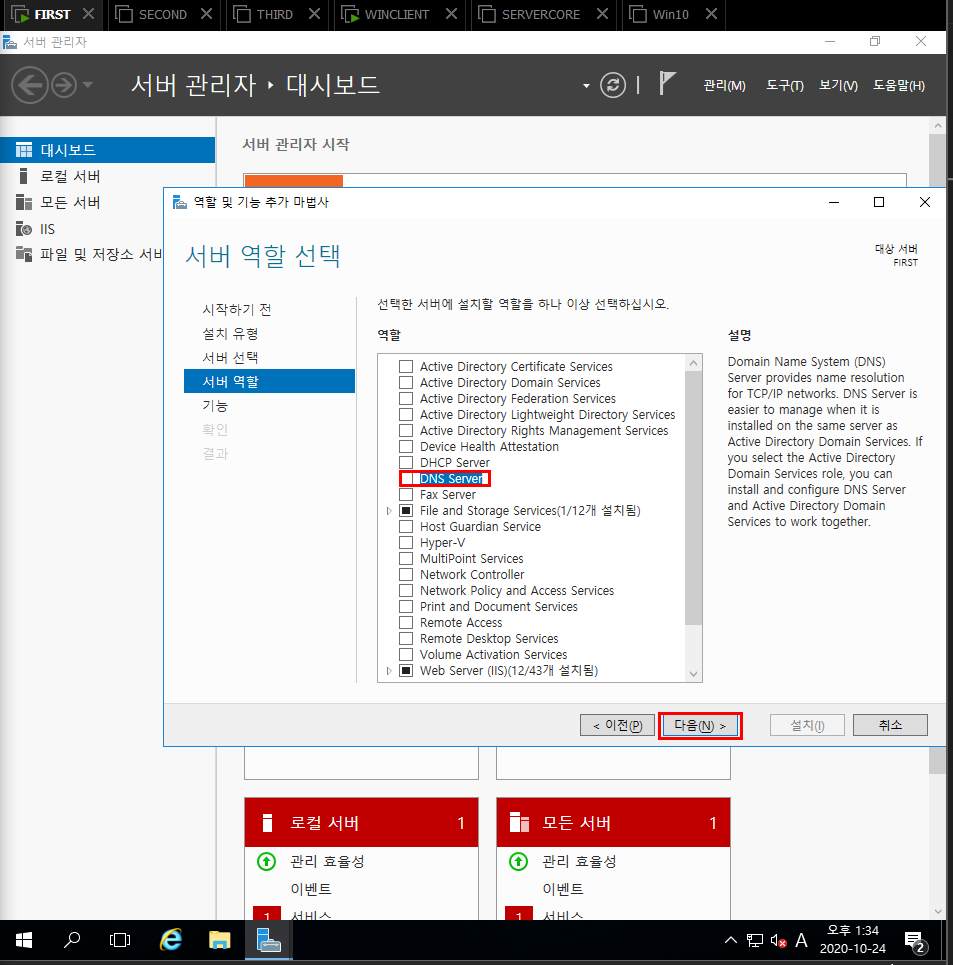 FIRST
SECOND
THIRD
WINCLIENT
SERVERCORE
Win10
서버 관리자
서버 관리자 ‣ 대시보드
관리(M)
도구(T)
보기(V)
도움말(H)
대시보드
로컬 서버
모든 서버
IIS
파일 및 저장소 서비
서버 관리자 시작
역할 및 기능 추가 마법사
서버 역할 선택
대상 서버
FIRST
시작하기 전
설치 유형
서버 선택
서버 역할
기능
확인
결과
선택한 서버에 설치할 역할을 하나 이상 선택하십시오.
역할
Active Directory Certificate Services
Active Directory Domain Services
Active Directory Federation Services
Active Directory Lightweight Directory Services
Active Directory Rights Management Services
Device Health Attestation
DHCP Server
DNS Server
Fax Server
File and Storage Services(1/12개 설치됨)
Host Guardian Service
Hyper-V
MultiPoint Services
Network Controller
Network Policy and Access Services
Print and Document Services
Remote Access
Remote Desktop Services
Volume Activation Services
Web Server (IIS)(12/43개 설치됨)
설명
Domain Name System (DNS)
Server provides name resolution
for TCP/IP networks. DNS Server is
easier to manage when it is
installed on the same server as
Active Directory Domain Services. If
you select the Active Directory
Domain Services role, you can
install and configure DNS Server
and Active Directory Domain
Services to work together.
< 이전(P)
다음(N) >
설치(I)
취소
로컬 서버 1
관리 효율성
이벤트
1 서비스
모든 서버 1
관리 효율성
이벤트
1 서비스
A
오후 1:34
2020-10-24
2